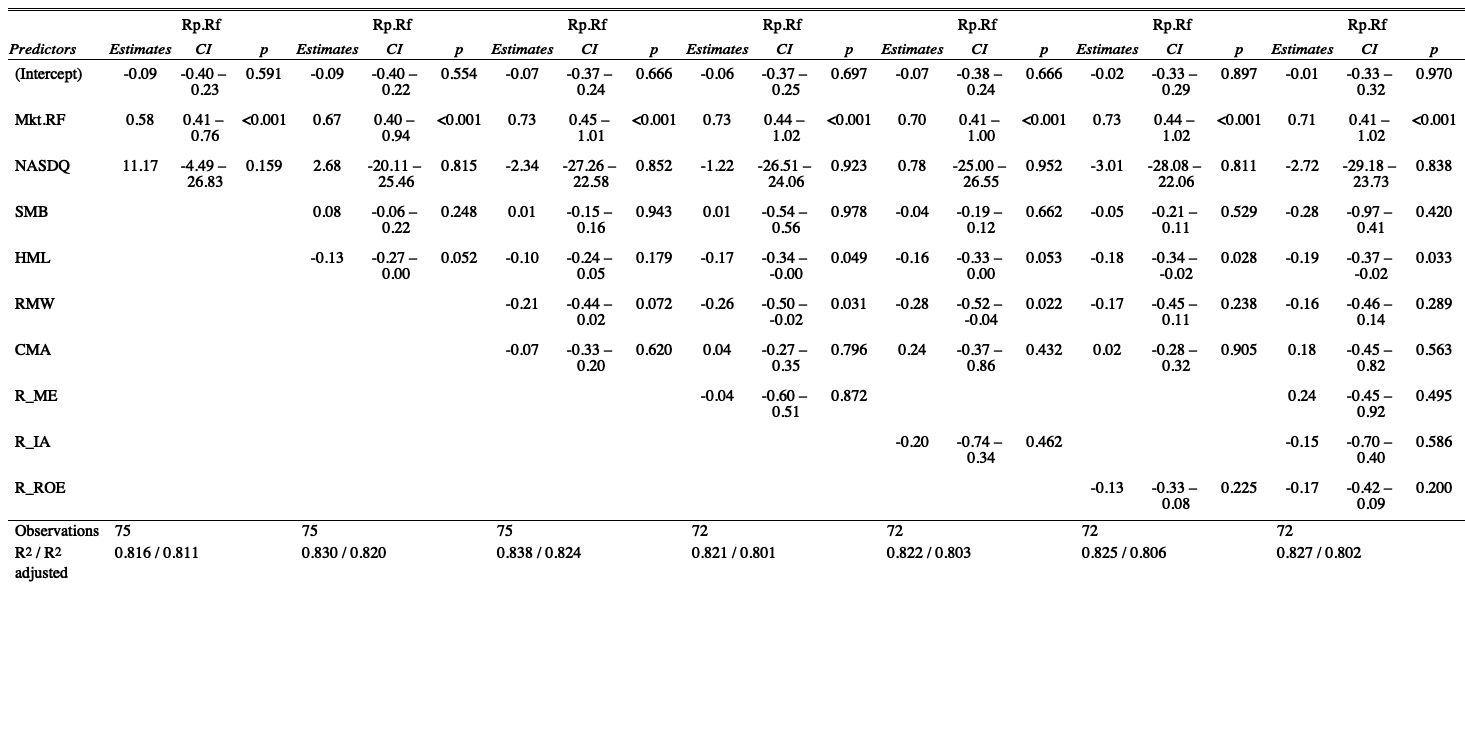 Rp.Rf Rp.Rf Rp.Rf Rp.Rf Rp.Rf Rp.Rf Rp.Rf
Predictors Estimates CI p Estimates CI p Estimates CI p Estimates CI p Estimates CI p Estimates CI p Estimates CI p
(Intercept) -0.09 -0.40 – 0.591 -0.09 -0.40 – 0.554 -0.07 -0.37 – 0.666 -0.06 -0.37 – 0.697 -0.07 -0.38 – 0.666 -0.02 -0.33 – 0.897 -0.01 -0.33 – 0.970
0.23 0.22 0.24 0.25 0.24 0.29 0.32
Mkt.RF 0.58 0.41 – <0.001 0.67 0.40 – <0.001 0.73 0.45 – <0.001 0.73 0.44 – <0.001 0.70 0.41 – <0.001 0.73 0.44 – <0.001 0.71 0.41 – <0.001
0.76 0.94 1.01 1.02 1.00 1.02 1.02
NASDQ 11.17 -4.49 – 0.159 2.68 -20.11 – 0.815 -2.34 -27.26 – 0.852 -1.22 -26.51 – 0.923 0.78 -25.00 – 0.952 -3.01 -28.08 – 0.811 -2.72 -29.18 – 0.838
26.83 25.46 22.58 24.06 26.55 22.06 23.73
SMB 0.08 -0.06 – 0.248 0.01 -0.15 – 0.943 0.01 -0.54 – 0.978 -0.04 -0.19 – 0.662 -0.05 -0.21 – 0.529 -0.28 -0.97 – 0.420
0.22 0.16 0.56 0.12 0.11 0.41
HML -0.13 -0.27 – 0.052 -0.10 -0.24 – 0.179 -0.17 -0.34 – 0.049 -0.16 -0.33 – 0.053 -0.18 -0.34 – 0.028 -0.19 -0.37 – 0.033
0.00 0.05 -0.00 0.00 -0.02 -0.02
RMW -0.21 -0.44 – 0.072 -0.26 -0.50 – 0.031 -0.28 -0.52 – 0.022 -0.17 -0.45 – 0.238 -0.16 -0.46 – 0.289
0.02 -0.02 -0.04 0.11 0.14
CMA -0.07 -0.33 – 0.620 0.04 -0.27 – 0.796 0.24 -0.37 – 0.432 0.02 -0.28 – 0.905 0.18 -0.45 – 0.563
0.20 0.35 0.86 0.32 0.82
R_ME -0.04 -0.60 – 0.872 0.24 -0.45 – 0.495
0.51 0.92
R_IA -0.20 -0.74 – 0.462 -0.15 -0.70 – 0.586
0.34 0.40
R_ROE -0.13 -0.33 – 0.225 -0.17 -0.42 – 0.200
0.08 0.09
Observations 75 75 75 72 72 72 72
R2 / R2 0.816 / 0.811 0.830 / 0.820 0.838 / 0.824 0.821 / 0.801 0.822 / 0.803 0.825 / 0.806 0.827 / 0.802
adjusted